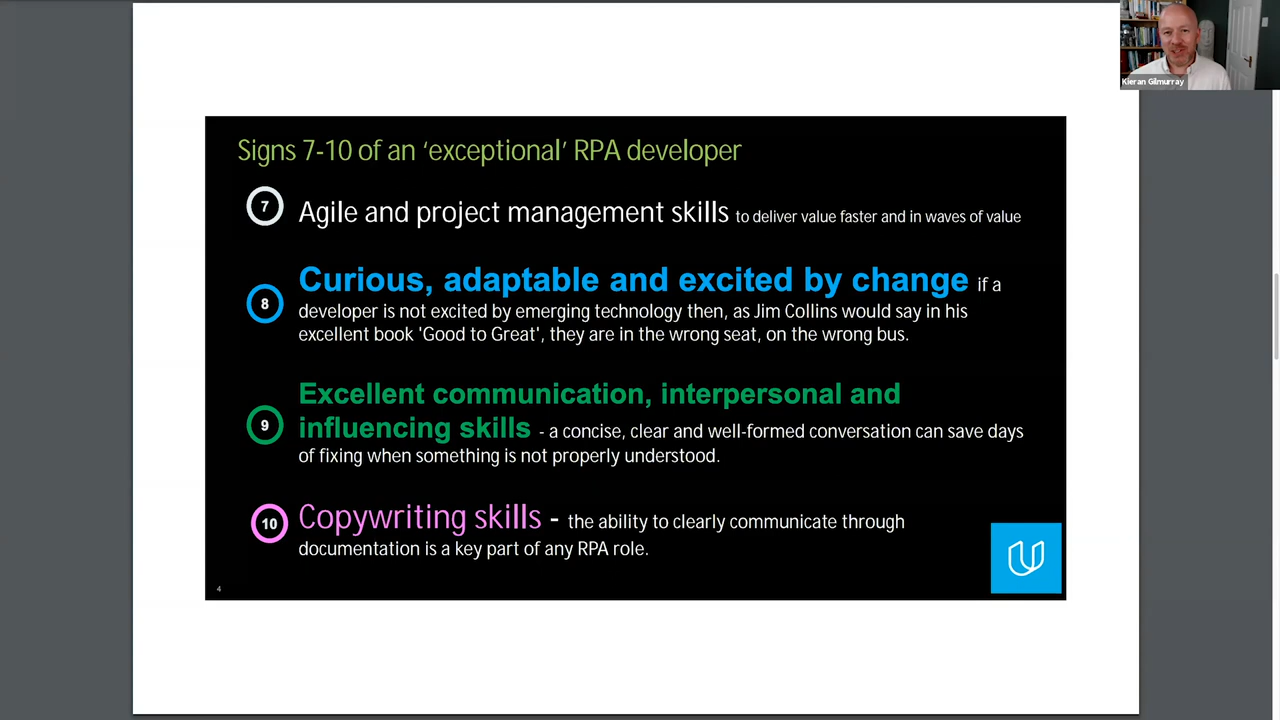 Kieran Gilmurray
Signs 7-10 of an ‘exceptional’ RPA developer
7
Agile and project management skills to deliver value faster and in waves of value
8
Curious, adaptable and excited by change if a
developer is not excited by emerging technology then, as Jim Collins would say in his
excellent book 'Good to Great', they are in the wrong seat, on the wrong bus.
9
Excellent communication, interpersonal and
influencing skills - a concise, clear and well-formed conversation can save days
of fixing when something is not properly understood.
10
Copywriting skills - the ability to clearly communicate through
documentation is a key part of any RPA role.
4